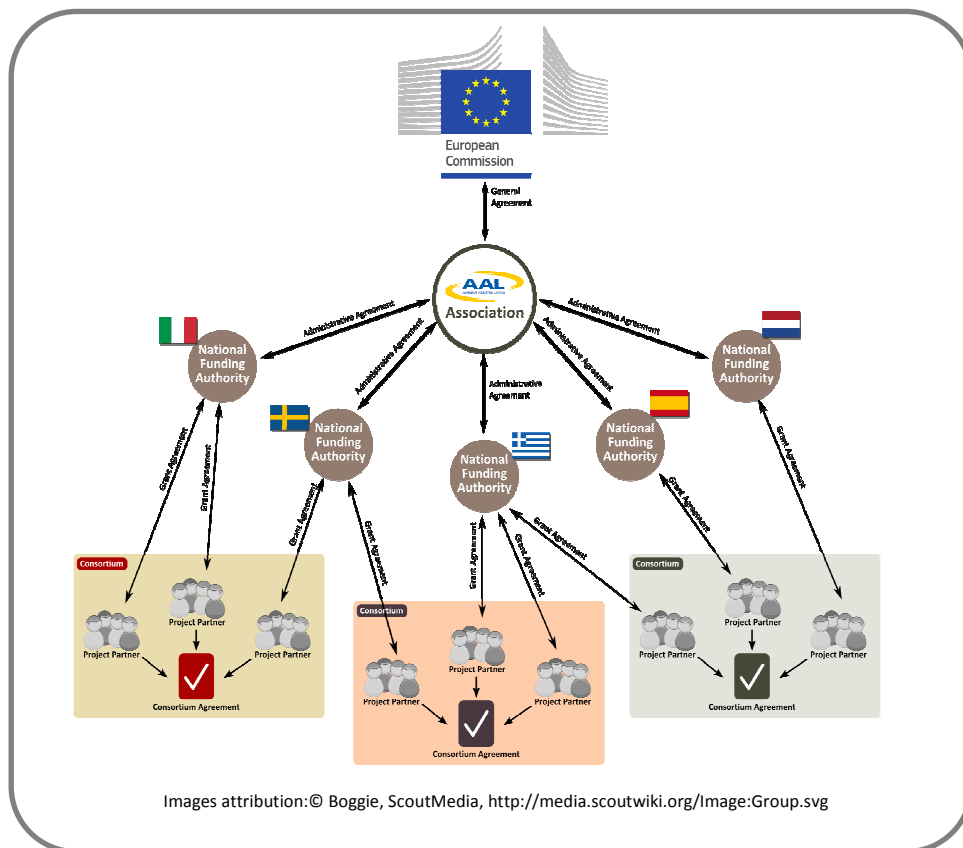 European
Commission
General
Agreement
AAL
AMBIENT ASSISTED LIVING
Association
Administrative Agreement
Administrative Agreement
Administrative
Agreement
Administrative Agreement
Administrative Agreement
National
Funding
Authority
National
Funding
Authority
National
Funding
Authority
National
Funding
Authority
National
Funding
Authority
Grant Agreement
Grant Agreement
Grant Agreement
Grant Agreement
Grant Agreement
Grant Agreement
Grant Agreement
Grant Agreement
Grant Agreement
Consortium
Project Partner
Project Partner
Project Partner
Consortium Agreement
Consortium
Project Partner
Project Partner
Project Partner
Consortium Agreement
Consortium
Project Partner
Project Partner
Project Partner
Consortium Agreement
Images attribution:© Boggie, ScoutMedia, http://media.scoutwiki.org/Image:Group.svg